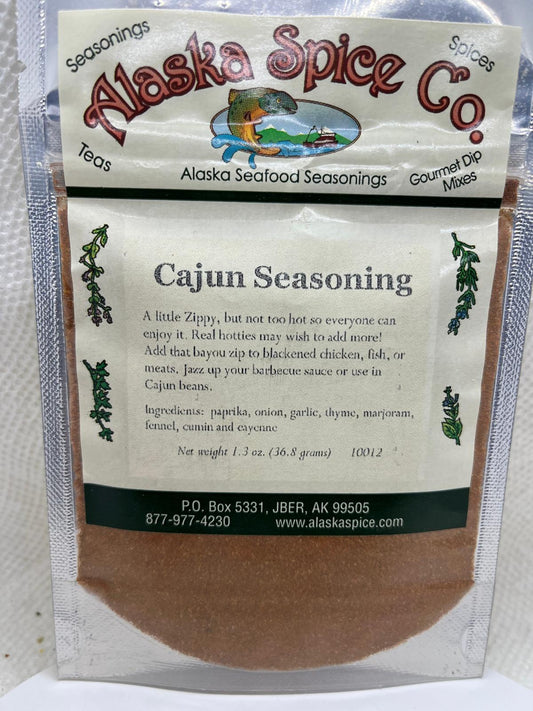 Seasonings
Spices
Alaska Spice Co.
Teas
Alaska Seafood Seasonings
Gourmet Dip
Mixes
Cajun Seasoning
A little Zippy, but not too hot so everyone can
enjoy it. Real hotties may wish to add more!
Add that bayou zip to blackened chicken, fish, or
meats. Jazz up your barbecue sauce or use in
Cajun beans.
Ingredients: paprika, onion, garlic, thyme, marjoram,
fennel, cumin and cayenne
Net weight 1.3 oz. (36.8 grams) 10012
P.O. Box 5331, JBER, AK 99505
877-977-4230 www.alaskaspice.com